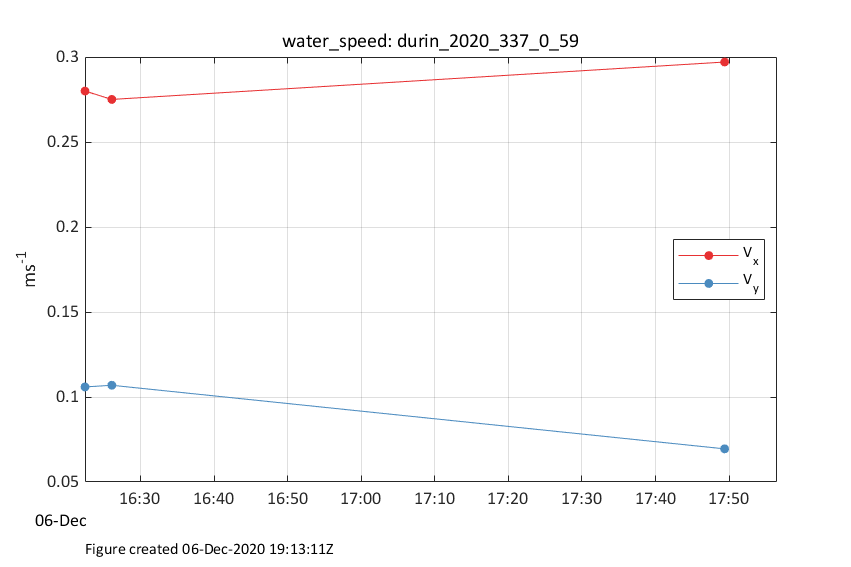 water_speed: durin_2020_337_0_59
0.3
0.25
0.2
0.15
0.1
0.05
ms-1
Vx
Vy
16:30 16:40 16:50 17:00 17:10 17:20 17:30 17:40 17:50
06-Dec
Figure created 06-Dec-2020 19:13:11Z